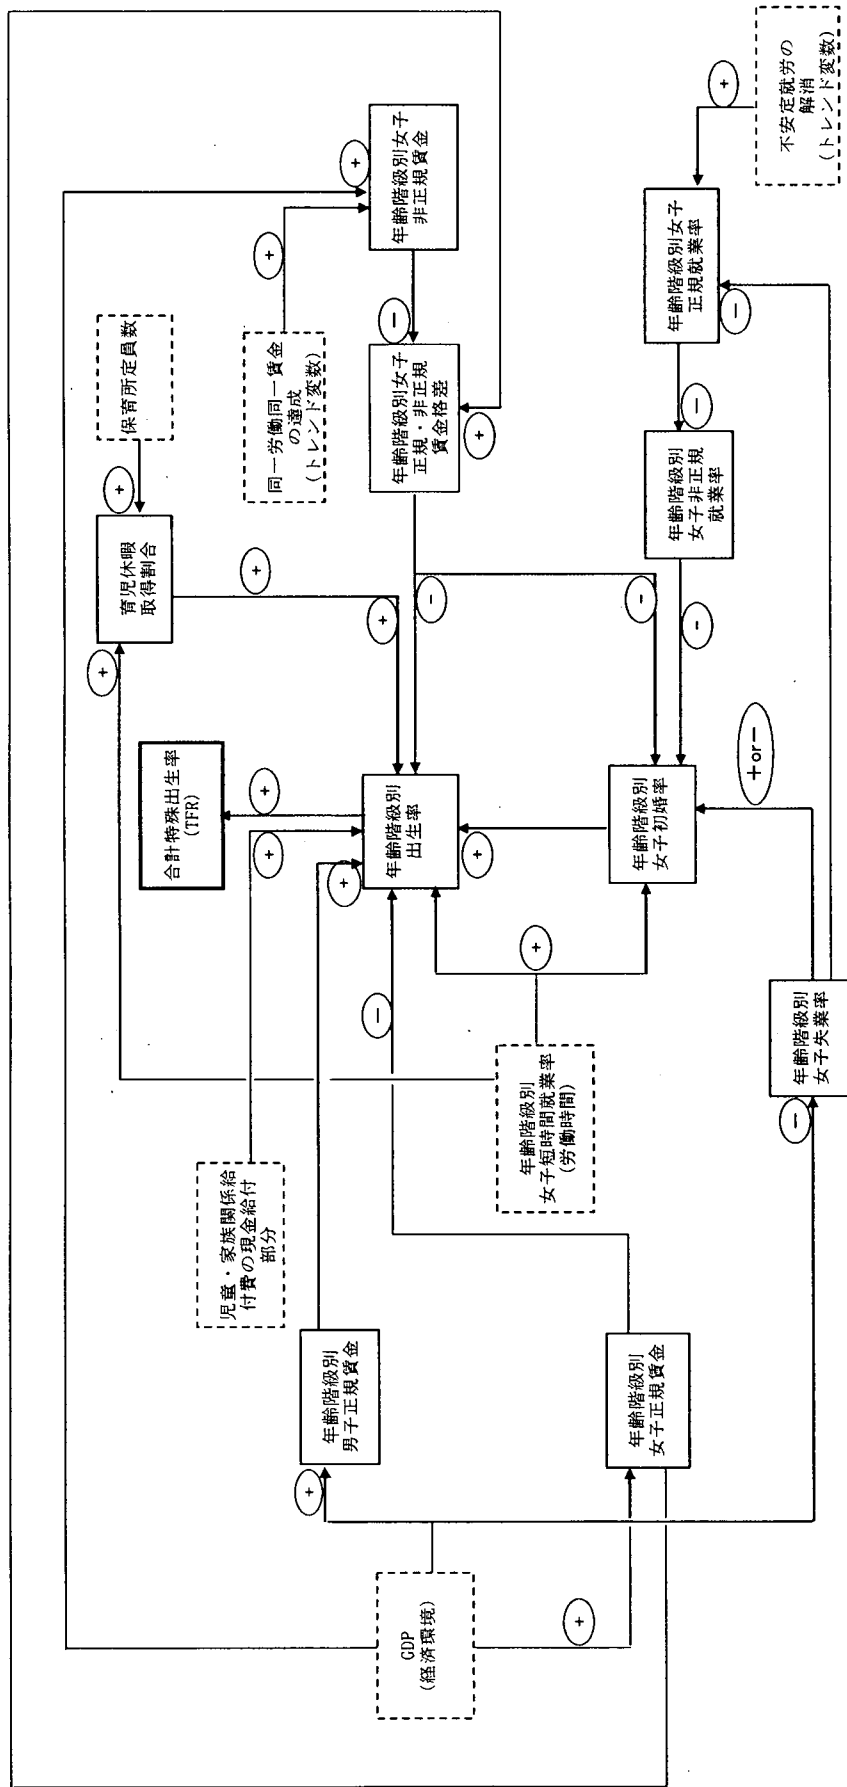 GDP
(経済環境)
年齢階級別
男子正規賃金
年齢階級別
女子正規賃金
児童・家族関係給
付費の現金給付
部分
年齢階級別
女子短時間就業率
(労働時間)
年齢階級別
女子失業率
合計特殊出生率
(TFR)
年齢階級別
出生率
年齢階級別
女子初婚率
育児休暇
取得割合
保育所定員数
同一労働同一賃金
の達成
(トレンド変数)
年齢階級別女子
正規・非正規
賃金格差
年齢階級別女子
非正規賃金
年齢階級別
女子非正規
就業率
年齢階級別女子
正規就業率
不安定就労の
解消
(トレンド変数)
+
+
-
+
+
+
-
+
+
+
+
+
+
+
-
-
-
+or-
+
+
-
+
-
-
+